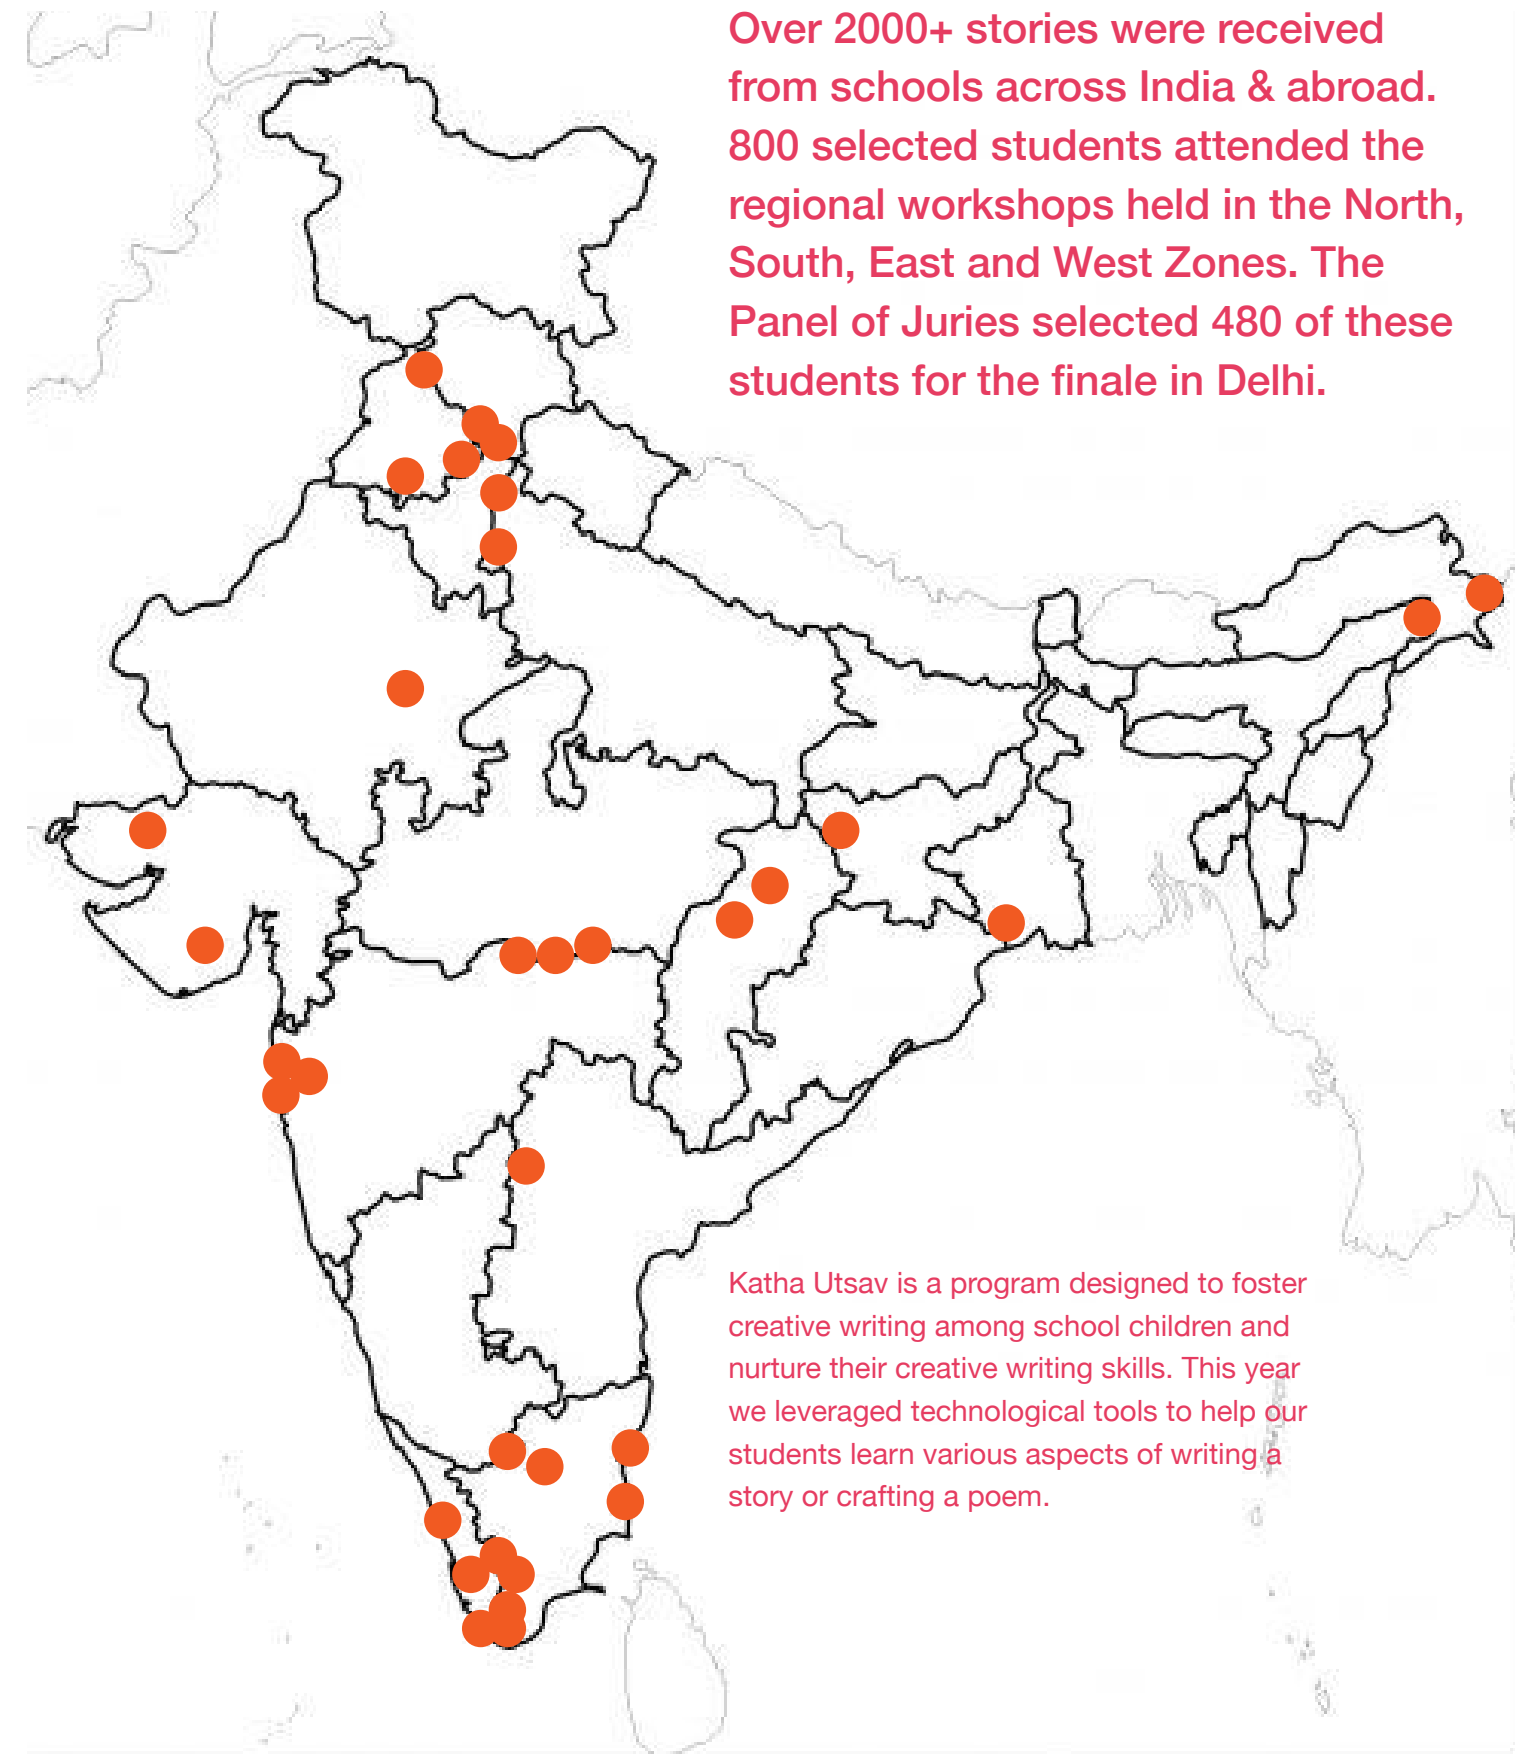 Over 2000+ stories were received
from schools across India & abroad.
800 selected students attended the
regional workshops held in the North,
South, East and West Zones. The
Panel of Juries selected 480 of these
students for the finale in Delhi.
Katha Utsav is a program designed to foster
creative writing among school children and
nurture their creative writing skills. This year
we leveraged technological tools to help our
students learn various aspects of writing a
story or crafting a poem.